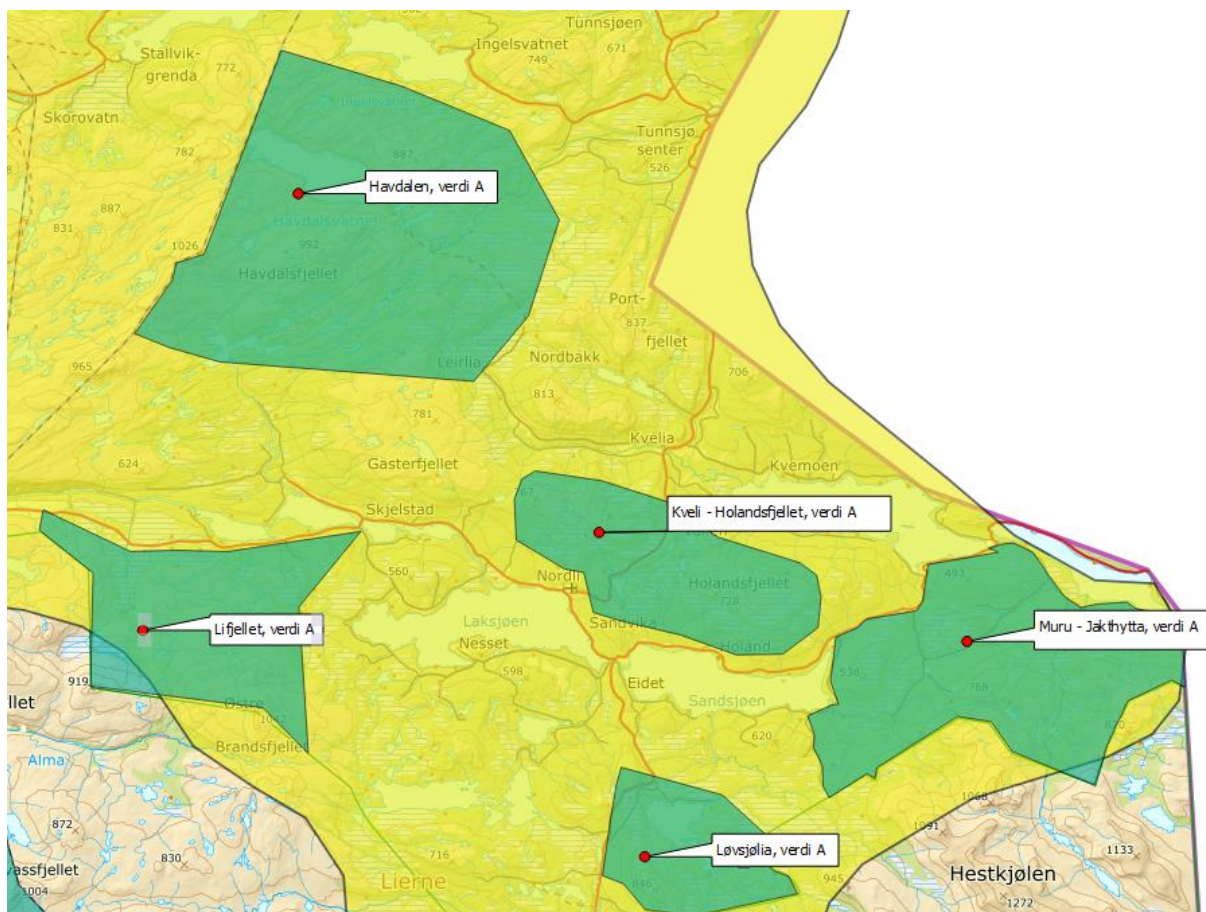 Tunnsjøen
Ingelsvatnet
749
671
Stallvik-
grenda
772
Ingelsvatnet
Skorovatn
782
887
Tunnsjø
senter
526
Havdalen, verdi A
887
831
Havdalsvatnet
1026
992
Havdalsfjellet
Port-
837
fjellet
Leirlia
Nordbakk
965
706
813
781
Kvelia
624
Gasterfjellet
Kvemoen
Skjelstad
Kveli - Holandsfjellet, verdi A
560
Nordli
Holandsfjellet
728
493
Lifjellet, verdi A
Laksjøen
Sandvika
Muru - Jakthytta, verdi A
Nesset
Holand
538
598
919
Eidet
768
llet
Østre
Sandsjøen
1012
Brandsfjellet
620
820
Alma
1068
872
1091
716
Løvsjølia, verdi A
1133
830
vassfjellet
1004
Lierne
846
945
Hestkjølen
1272